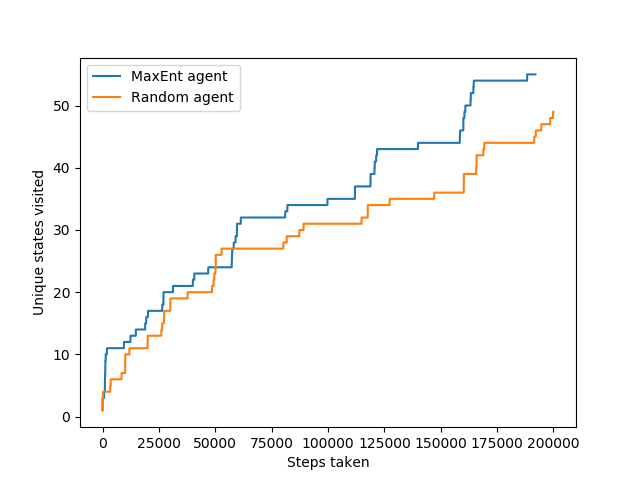 MaxEnt agent
Random agent
Unique states visited
50
40
30
20
10
0
0 25000 50000 75000 100000 125000 150000 175000 200000
Steps taken